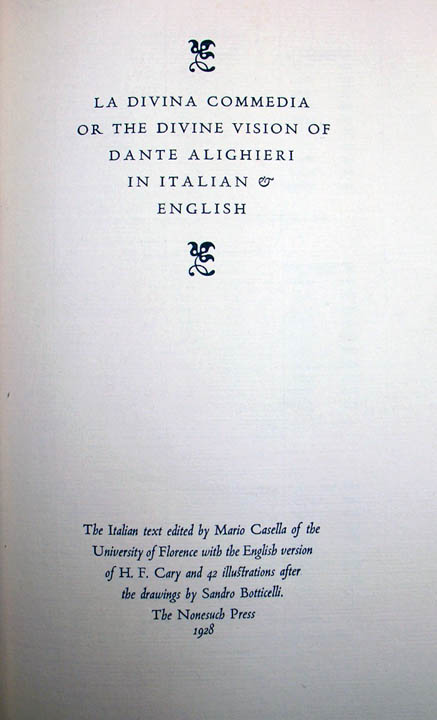 LA DIVINA COMMEDIA
OR THE DIVINE VISION OF
DANTE ALIGHIERI
IN ITALIAN &
ENGLISH
The Italian text edited by Mario Casella of the
University of Florence with the English version
of H. F. Cary and 42 illustrations after
the drawings by Sandro Botticelli.
The Nonesuch Press
1928